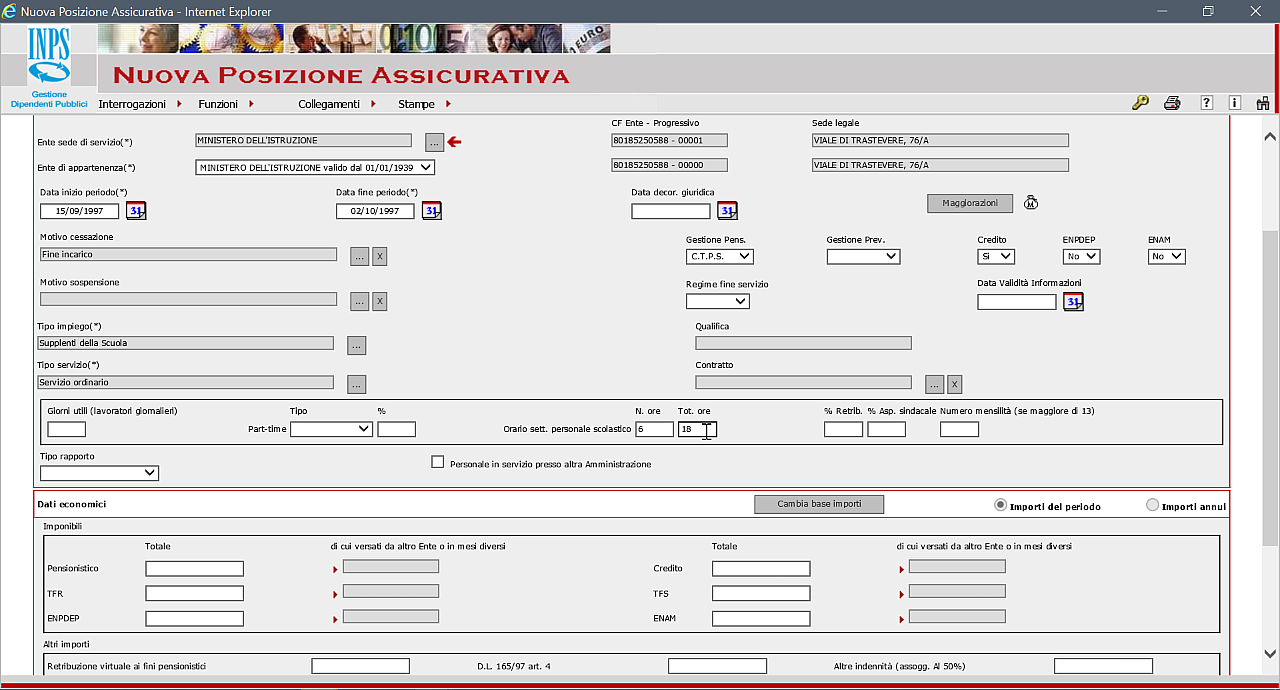 Nuova Posizione Assicurativa - Internet Explorer
INPS
Gestione
Dipendenti Pubblici
EURO
NUOVA POSIZIONE ASSICURATIVA
Interrogazioni Funzioni Collegamenti Stampe
CF Ente - Progressivo Sede legale
Ente sede di servizio(*) MINISTERO DELL'ISTRUZIONE ... 80185250588 - 00001 VIALE DI TRASTEVERE, 76/A
Ente di appartenenza(*) MINISTERO DELL'ISTRUZIONE valido dal 01/01/1939 80185250588 - 00000 VIALE DI TRASTEVERE, 76/A
Data inizio periodo(*) Data fine periodo(*) Data decor. giuridica
15/09/1997 31 02/10/1997 31 31 Maggiorazioni M
Motivo cessazione Gestione Pens. Gestione Prev. Credito ENPDEP ENAM
Fine incarico ... X C.T.P.S. Si No No
Motivo sospensione Regime fine servizio Data Validità Informazioni
... X 31
Tipo impiego(*) Qualifica
Supplenti della Scuola ...
Tipo servizio(*) Contratto
Servizio ordinario ... ... X
Giorni utili (lavoratori giornalieri) Tipo % N. ore Tot. ore % Retrib. % Asp. sindacale Numero mensilità (se maggiore di 13)
Part-time Orario sett. personale scolastico 6 18
Tipo rapporto
Personale in servizio presso altra Amministrazione
Dati economici Cambia base importi Importi del periodo Importi annui
Imponibili
Totale di cui versati da altro Ente o in mesi diversi Totale di cui versati da altro Ente o in mesi diversi
Pensionistico Credito
TFR TFS
ENPDEP ENAM
Altri importi
Retribuzione virtuale ai fini pensionistici D.L. 165/97 art. 4 Altre indennità (assogg. Al 50%)